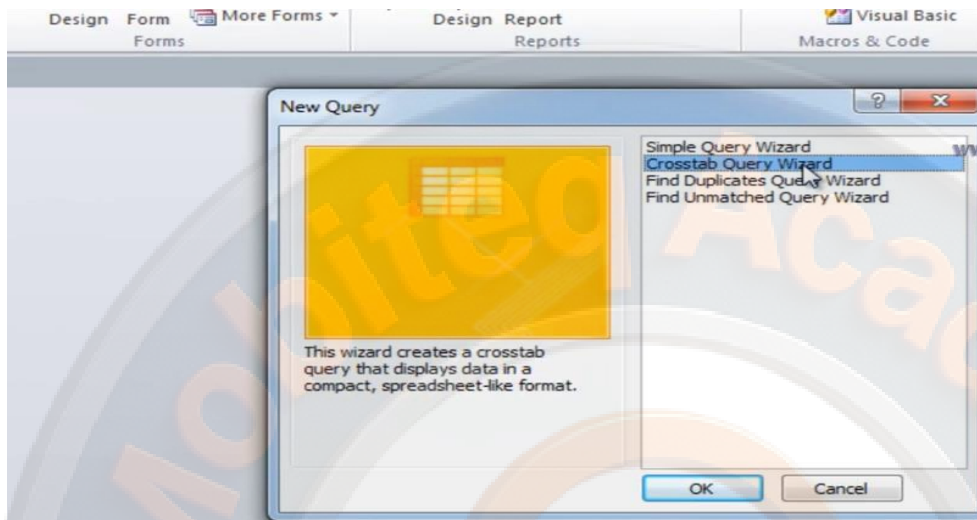 Design Form More Forms Design Report Visual Basic
Forms Reports Macros & Code
New Query
Simple Query Wizard
Crosstab Query Wizard
Find Duplicates Query Wizard
Find Unmatched Query Wizard
This wizard creates a crosstab
query that displays data in a
compact, spreadsheet-like format.
OK Cancel
Mobiteq Aca